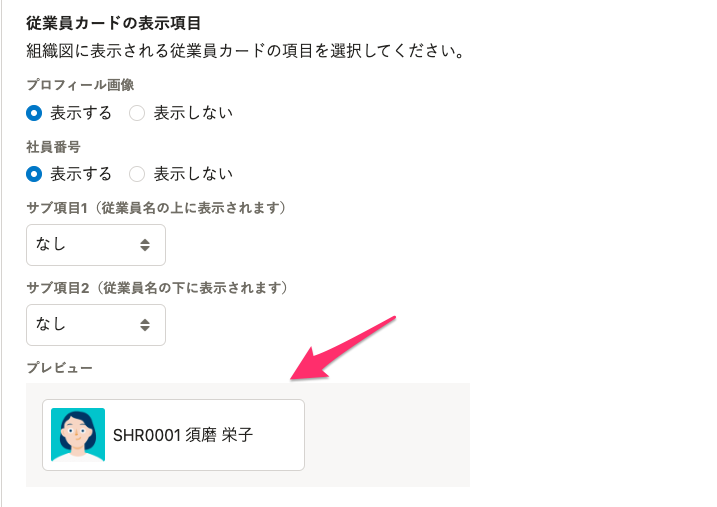 従業員カードの表示項目
組織図に表示される従業員カードの項目を選択してください。
プロフィール画像
表示する 表示しない
社員番号
表示する 表示しない
サブ項目1（従業員名の上に表示されます）
なし
サブ項目2（従業員名の下に表示されます）
なし
プレビュー
SHR0001 須磨 栄子